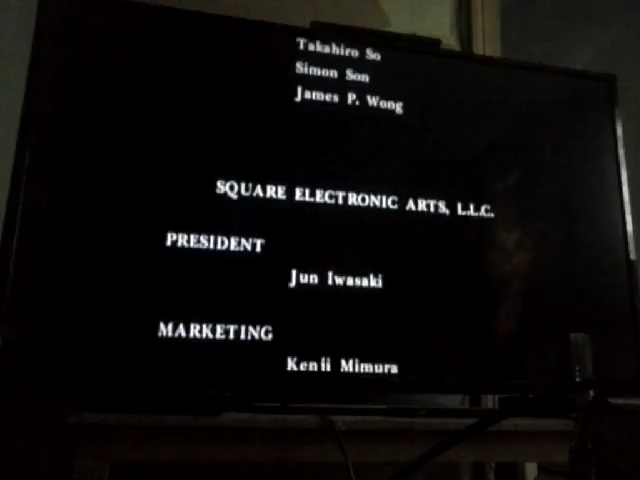 Takahiro So
Simon Son
James P. Wong
SQUARE ELECTRONIC ARTS, L.L.C.
PRESIDENT
Jun Iwasaki
MARKETING
Kenji Mimura